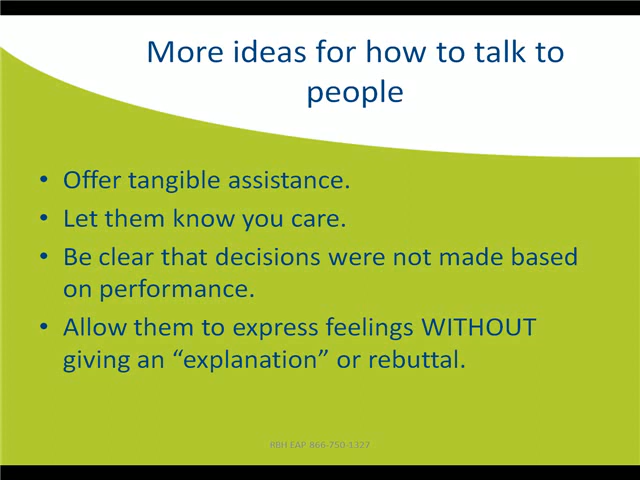 More ideas for how to talk to
people
• Offer tangible assistance.
• Let them know you care.
• Be clear that decisions were not made based
on performance.
• Allow them to express feelings WITHOUT
giving an “explanation” or rebuttal.
RBH EAP 866-750-1327